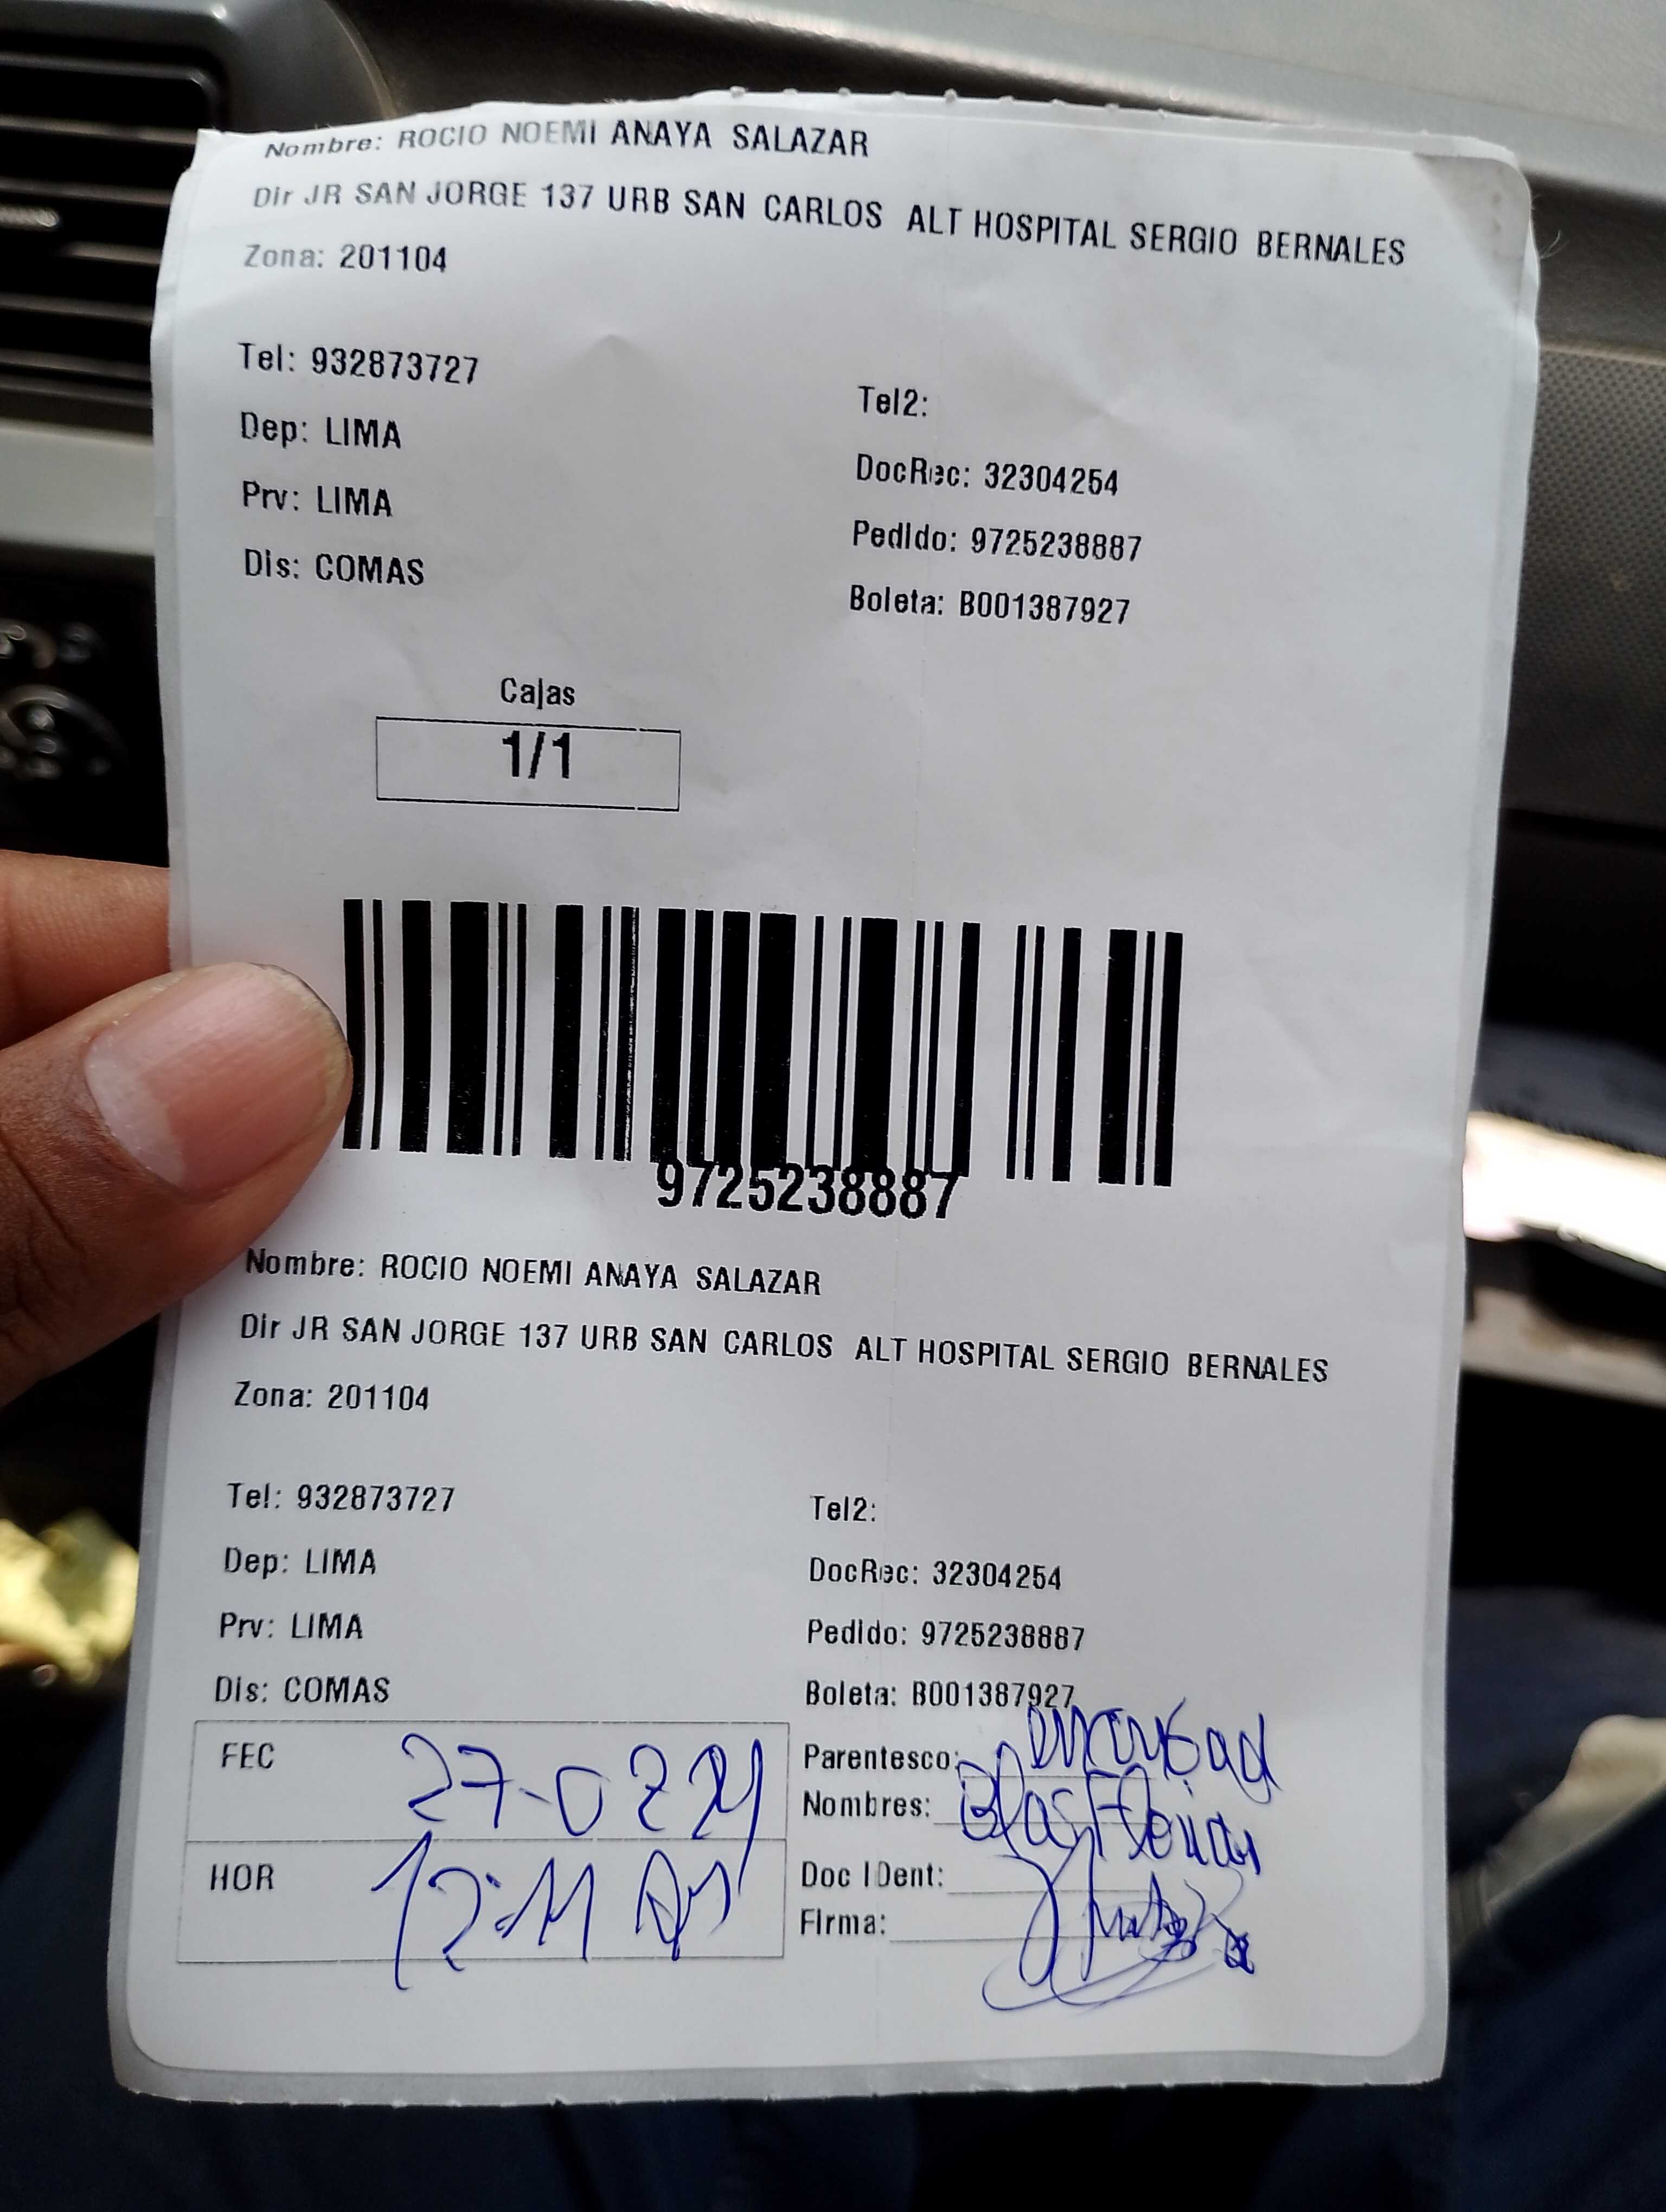 Nombre: ROCIO NOEMI ANAYA SALAZAR
Dir JR SAN JORGE 137 URB SAN CARLOS ALT HOSPITAL SERGIO BERNALES
Zona: 201104
Tel: 932873727
Tel2:
Dep: LIMA
DocRec: 32304254
Prv: LIMA
Pedido: 9725238887
Dis: COMAS
Boleta: B001387927
Cajas
1/1
9725238887
Nombre: ROCIO NOEMI ANAYA SALAZAR
Dir JR SAN JORGE 137 URB SAN CARLOS ALT HOSPITAL SERGIO BERNALES
Zona: 201104
Tel: 932873727
Tel2:
Dep: LIMA
DocRec: 32304254
Prv: LIMA
Pedido: 9725238887
Dis: COMAS
Boleta: B001387927
FEC 27-02
Parentesco:
Nombres: Blas
HOR 12:11
Doc IDent:
Firma: